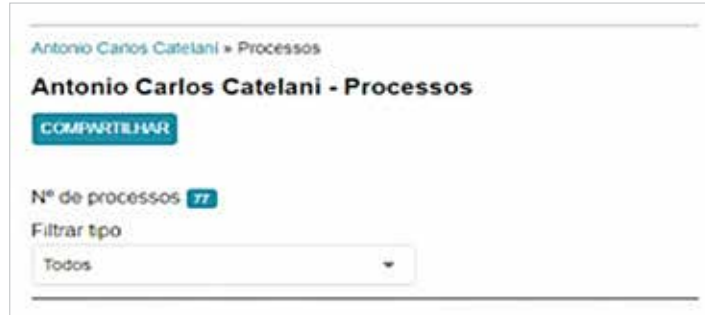 Antonio Carlos Catelani » Processos
Antonio Carlos Catelani - Processos
COMPARTILHAR
Nº de processos 77
Filtrar tipo
Todos